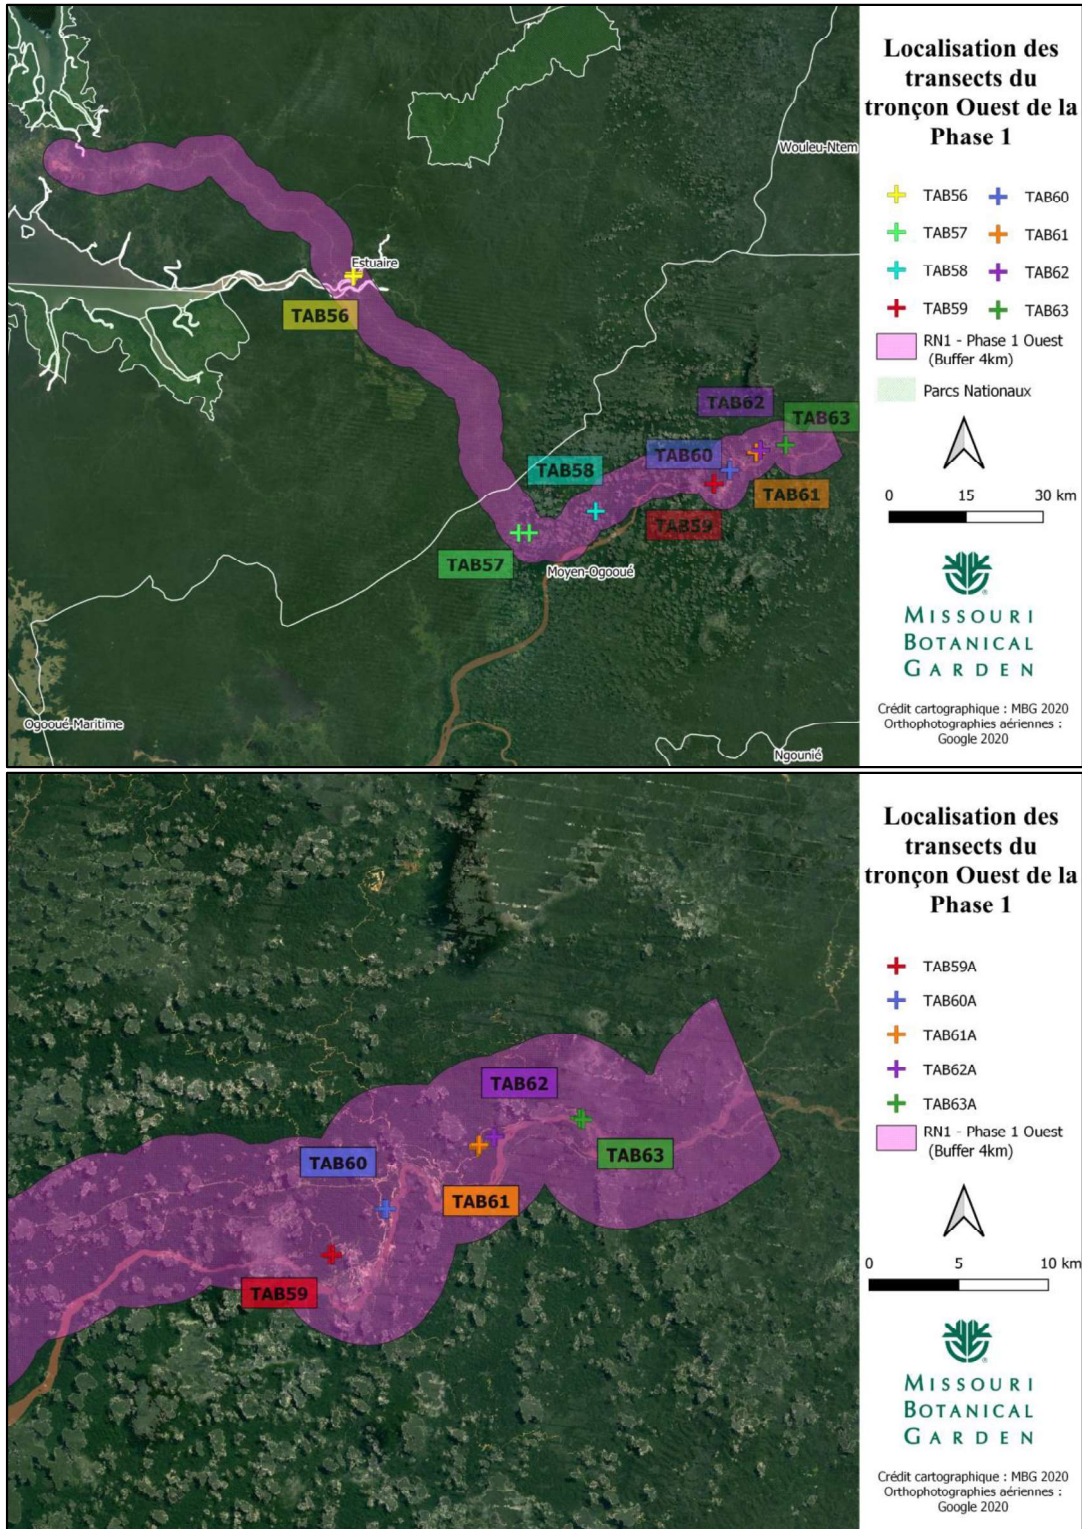 Localisation des
transects du
tronçon Ouest de la
Phase 1
TAB56
TAB57
TAB58
TAB59
TAB60
TAB61
TAB62
TAB63
RN1 - Phase 1 Ouest
(Buffer 4km)
Parcs Nationaux
0 15 30 km
MISSOURI
BOTANICAL
GARDEN
Crédit cartographique : MBG 2020
Orthophotographies aériennes :
Google 2020
Wouleu-Ntem
Estuaire
TAB56
TAB62
TAB63
TAB60
TAB58
TAB61
TAB59
TAB57
Moyen-Ogooué
Ogooué-Maritime
Ngounié
Localisation des
transects du
tronçon Ouest de la
Phase 1
TAB59A
TAB60A
TAB61A
TAB62A
TAB63A
RN1 - Phase 1 Ouest
(Buffer 4km)
0 5 10 km
MISSOURI
BOTANICAL
GARDEN
Crédit cartographique : MBG 2020
Orthophotographies aériennes :
Google 2020
TAB62
TAB60
TAB63
TAB61
TAB59